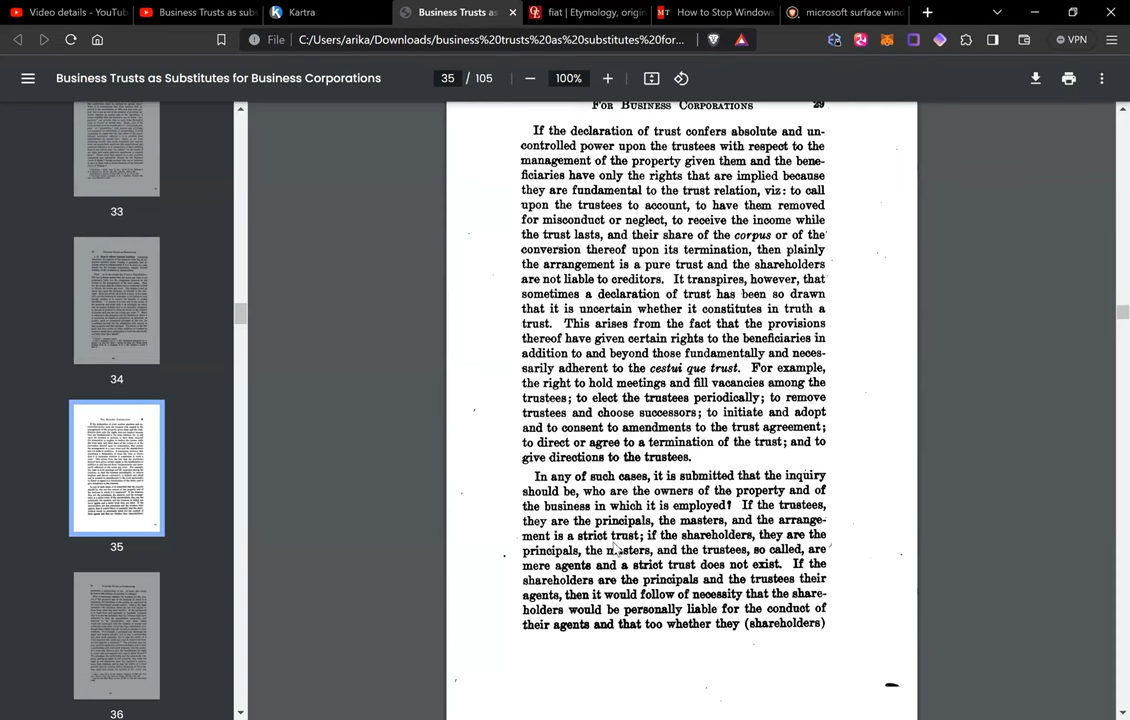 Video details - YouTub
Business Trusts as sub
Kartra
Business Trusts as
fiat | Etymology, origin
How to Stop Windows
microsoft surface wind
File
C:/Users/arika/Downloads/business%20trusts%20as%20substitutes%20for...
VPN
Business Trusts as Substitutes for Business Corporations
35 / 105
100%
33
34
35
36
For Business Corporations 29
If the declaration of trust confers absolute and un-
controlled power upon the trustees with respect to the
management of the property given them and the bene-
ficiaries have only the rights that are implied because
they are fundamental to the trust relation, viz: to call
upon the trustees to account, to have them removed
for misconduct or neglect, to receive the income while
the trust lasts, and their share of the corpus or of the
conversion thereof upon its termination, then plainly
the arrangement is a pure trust and the shareholders
are not liable to creditors. It transpires, however, that
sometimes a declaration of trust has been so drawn
that it is uncertain whether it constitutes in truth a
trust. This arises from the fact that the provisions
thereof have given certain rights to the beneficiaries in
addition to and beyond those fundamentally and neces-
sarily adherent to the cestui que trust. For example,
the right to hold meetings and fill vacancies among the
trustees; to elect the trustees periodically; to remove
trustees and choose successors; to initiate and adopt
and to consent to amendments to the trust agreement;
to direct or agree to a termination of the trust; and to
give directions to the trustees.
In any of such cases, it is submitted that the inquiry
should be, who are the owners of the property and of
the business in which it is employed? If the trustees,
they are the principals, the masters, and the arrange-
ment is a strict trust; if the shareholders, they are the
principals, the masters, and the trustees, so called, are
mere agents and a strict trust does not exist. If the
shareholders are the principals and the trustees their
agents, then it would follow of necessity that the share-
holders would be personally liable for the conduct of
their agents and that too whether they (shareholders)